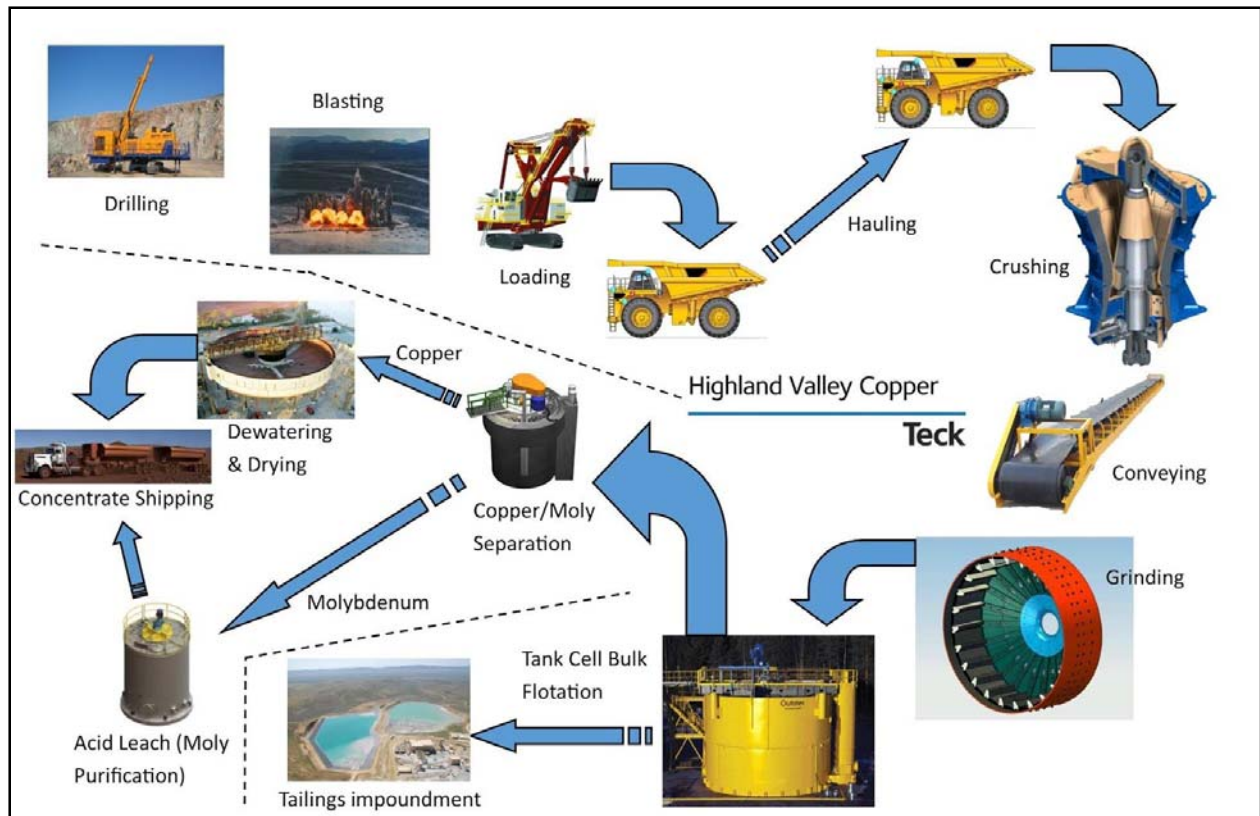 Drilling
Blasting
Loading
Hauling
Crushing
Highland Valley Copper
Teck
Conveying
Grinding
Tank Cell Bulk
Flotation
Tailings impoundment
Copper/Moly
Separation
Copper
Dewatering
& Drying
Concentrate Shipping
Molybdenum
Acid Leach (Moly
Purification)